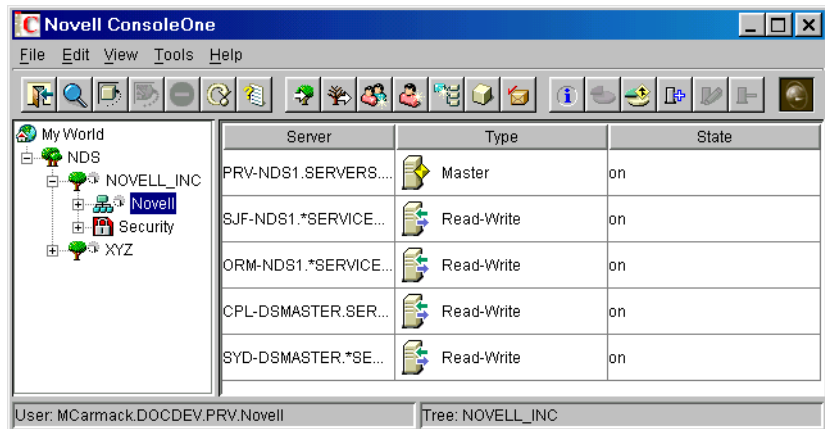 Novell ConsoleOne
File Edit View Tools Help
My World
NDS
NOVELL_INC
Novell
Security
XYZ
Server Type State
PRV-NDS1.SERVERS.... Master on
SJF-NDS1.*SERVICE... Read-Write on
ORM-NDS1.*SERVICE... Read-Write on
CPL-DSMASTER.SER... Read-Write on
SYD-DSMASTER.*SE... Read-Write on
User: MCarmack.DOCDEV.PRV.Novell Tree: NOVELL_INC